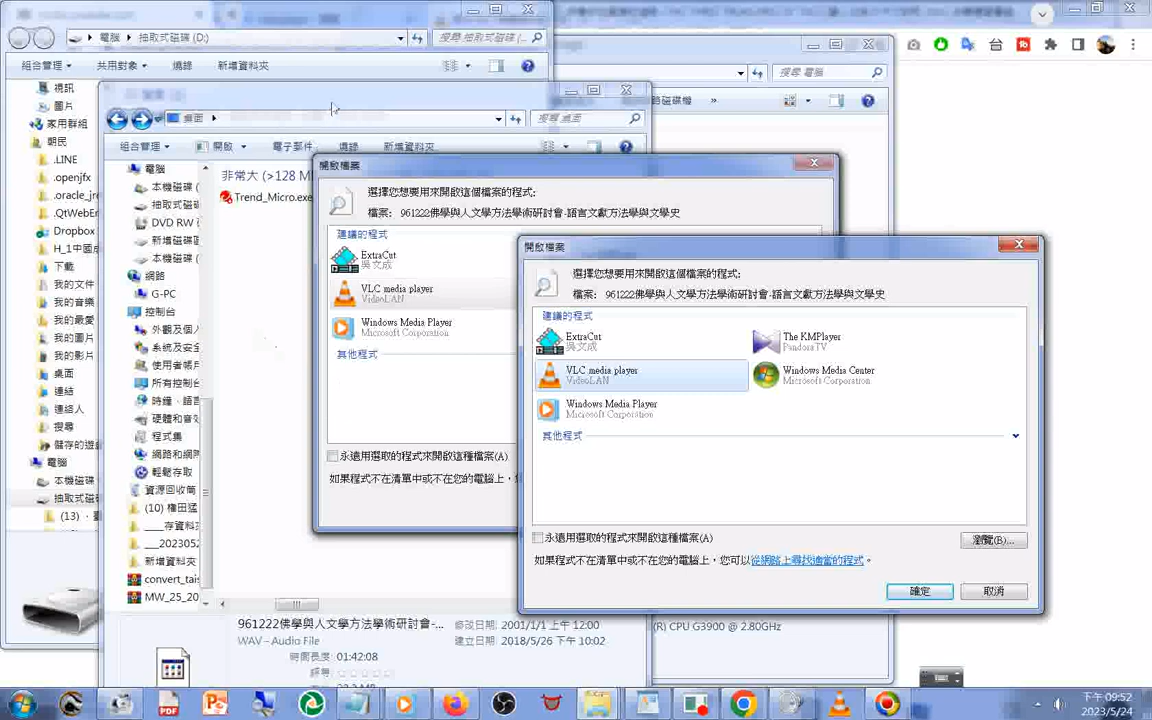 電腦 ▸ 抽取式磁碟 (D:)
搜尋 抽取式磁碟 (...
組合管理
共用對象
燒錄
新增資料夾
搜尋 電腦
視訊
圖片
家用群組
朝民
.LINE
.openjfx
.oracle_jre
.QtWebEn
Dropbox
H_1中國
下載
我的文件
我的音樂
我的最愛
我的圖片
我的影片
桌面
連結
連絡人
搜尋
儲存的遊
電腦
本機磁碟
抽取式磁碟
桌面
搜尋 桌面
組合管理
開啟
電子郵件
燒錄
新增資料夾
電腦
本機磁碟 (
抽取式磁碟
DVD RW
新增磁碟區
本機磁碟 (
網路
G-PC
控制台
外觀及個人
系統及安全
使用者帳戶
所有控制台
時鐘、語言
硬體和音效
程式集
網路和網際
輕鬆存取
資源回收筒
____存資料夾
___2023052
新增資料夾
convert_tais
MW_25_20
非常大 (>128 M
Trend_Micro.exe
開啟檔案
選擇您想要用來開啟這個檔案的程式:
檔案: 961222佛學與人文學方法學術研討會-語言文獻方法學與文學史
建議的程式
ExtraCut
吳文成
VLC media player
VideoLAN
Windows Media Player
Microsoft Corporation
其他程式
永遠用選取的程式來開啟這種檔案(A)
如果程式不在清單中或不在您的電腦上，
開啟檔案
選擇您想要用來開啟這個檔案的程式:
檔案: 961222佛學與人文學方法學術研討會-語言文獻方法學與文學史
建議的程式
ExtraCut
吳文成
The KMPlayer
PandoraTV
VLC media player
VideoLAN
Windows Media Center
Microsoft Corporation
Windows Media Player
Microsoft Corporation
其他程式
永遠用選取的程式來開啟這種檔案(A)
瀏覽(B)...
如果程式不在清單中或不在您的電腦上，您可以從網路上尋找適當的程式。
確定
取消
961222佛學與人文學方法學術研討會-...
修改日期: 2001/1/1 上午 12:00
WAV - Audio File
建立日期: 2018/5/26 下午 10:02
時間長度: 01:42:08
(R) CPU G3900 @ 2.80GHz
下午 09:52
2023/5/24